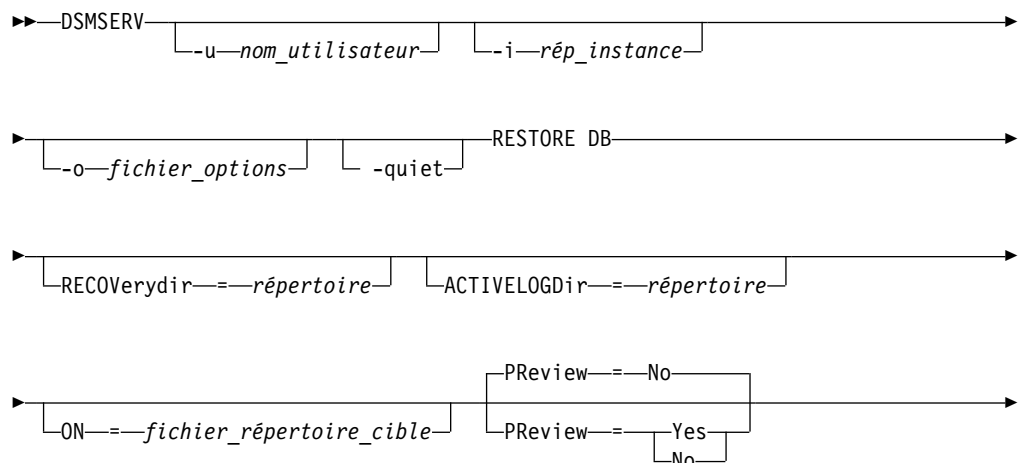 DSMSERV
-u nom_utilisateur -i rép_instance
RESTORE DB
-o fichier_options -quiet
RECOVerydir = répertoire ACTIVELOGDir = répertoire
PReview = No
ON = fichier_répertoire_cible PReview = Yes
No